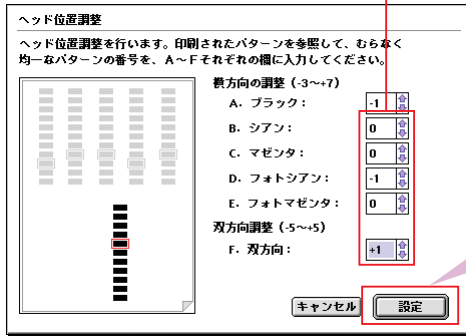 ヘッド位置調整
ヘッド位置調整を行います。印刷されたパターンを参照して、むらなく
均一なパターンの番号を、A～Fそれぞれの欄に入力してください。
横方向の調整 (-3～+7)
A. ブラック: -1
B. シアン: 0
C. マゼンタ: 0
D. フォトシアン: -1
E. フォトマゼンタ: 0
双方向調整 (-5～+5)
F. 双方向: +1
キャンセル 設定